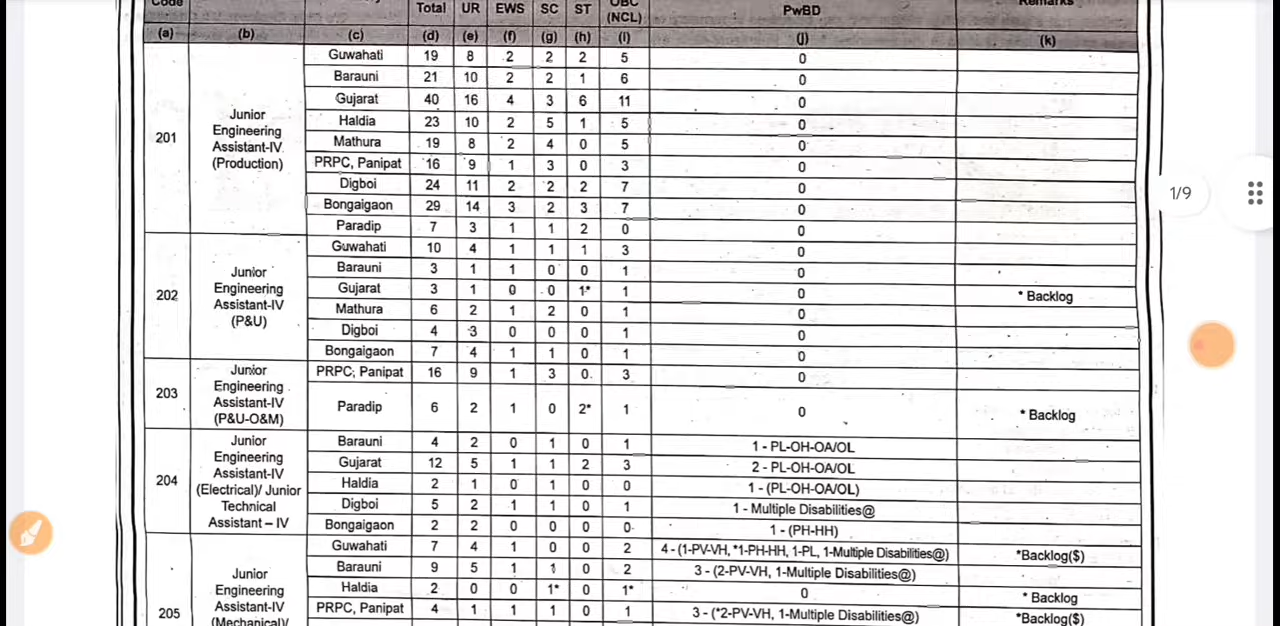 Code Total UR EWS SC ST OBC (NCL) PwBD Remarks
(a) (b) (c) (d) (e) (f) (g) (h) (i) (j) (k)
201 Junior Engineering Assistant-IV (Production)
Guwahati 19 8 2 2 2 5 0
Barauni 21 10 2 2 1 6 0
Gujarat 40 16 4 3 6 11 0
Haldia 23 10 2 5 1 5 0
Mathura 19 8 2 4 0 5 0
PRPC, Panipat 16 9 1 3 0 3 0
Digboi 24 11 2 2 2 7 0
Bongaigaon 29 14 3 2 3 7 0
Paradip 7 3 1 1 2 0 0
202 Junior Engineering Assistant-IV (P&U)
Guwahati 10 4 1 1 1 3 0
Barauni 3 1 1 0 0 1 0
Gujarat 3 1 0 0 1* 1 0 * Backlog
Mathura 6 2 1 2 0 1 0
Digboi 4 3 0 0 0 1 0
Bongaigaon 7 4 1 1 0 1 0
203 Junior Engineering Assistant-IV (P&U-O&M)
PRPC, Panipat 16 9 1 3 0 3 0
Paradip 6 2 1 0 2* 1 0 * Backlog
204 Junior Engineering Assistant-IV (Electrical)/ Junior Technical Assistant – IV
Barauni 4 2 0 1 0 1 1 - PL-OH-OA/OL
Gujarat 12 5 1 1 2 3 2 - PL-OH-OA/OL
Haldia 2 1 0 1 0 0 1 - (PL-OH-OA/OL)
Digboi 5 2 1 1 0 1 1 - Multiple Disabilities@
Bongaigaon 2 2 0 0 0 0 1 - (PH-HH)
205 Junior Engineering Assistant-IV (Mechanical)/
Guwahati 7 4 1 0 0 2 4 - (1-PV-VH, *1-PH-HH, 1-PL, 1-Multiple Disabilities@) *Backlog($)
Barauni 9 5 1 1 0 2 3 - (2-PV-VH, 1-Multiple Disabilities@)
Haldia 2 0 0 1* 0 1* 0 * Backlog
PRPC, Panipat 4 1 1 1 0 1 3 - (*2-PV-VH, 1-Multiple Disabilities@) *Backlog($)
1/9